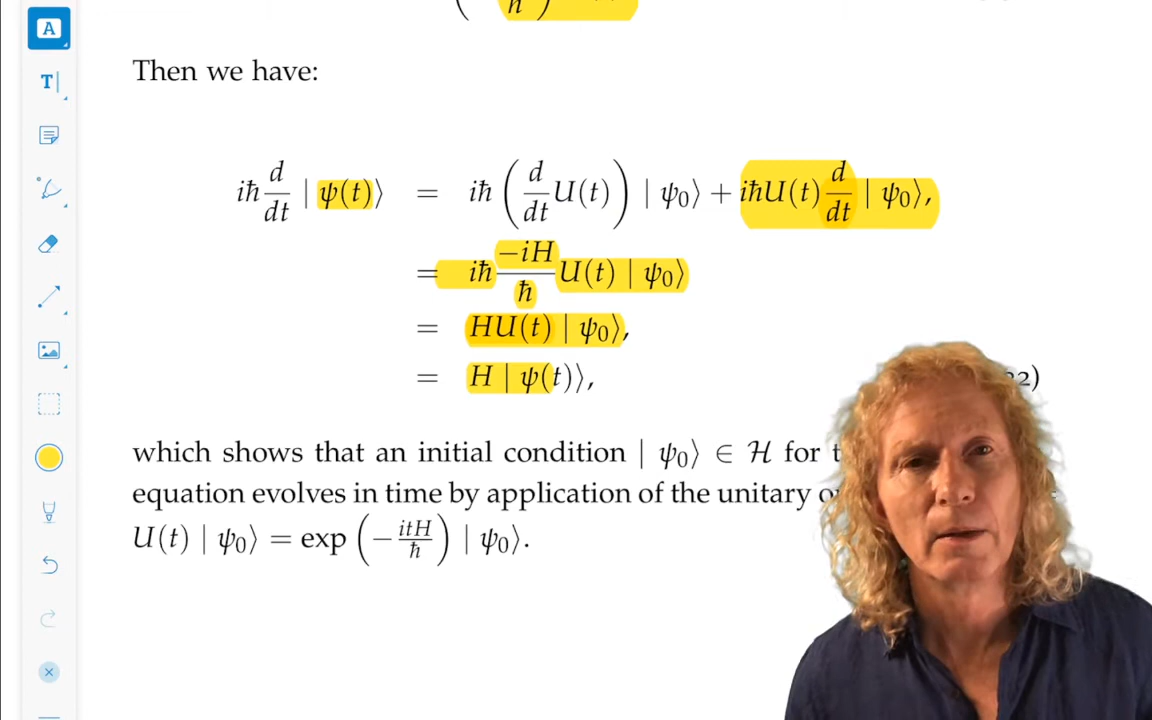 ħ
Then we have:
iħ d/dt | ψ(t)⟩ = iħ (d/dt U(t)) | ψ₀⟩ + iħU(t) d/dt | ψ₀⟩,
= iħ −iH/ħ U(t) | ψ₀⟩
= HU(t) | ψ₀⟩,
= H | ψ(t)⟩, 2)
which shows that an initial condition | ψ₀⟩ ∈ ℋ for
equation evolves in time by application of the unitary
U(t) | ψ₀⟩ = exp (− itH/ħ) | ψ₀⟩.
A
T